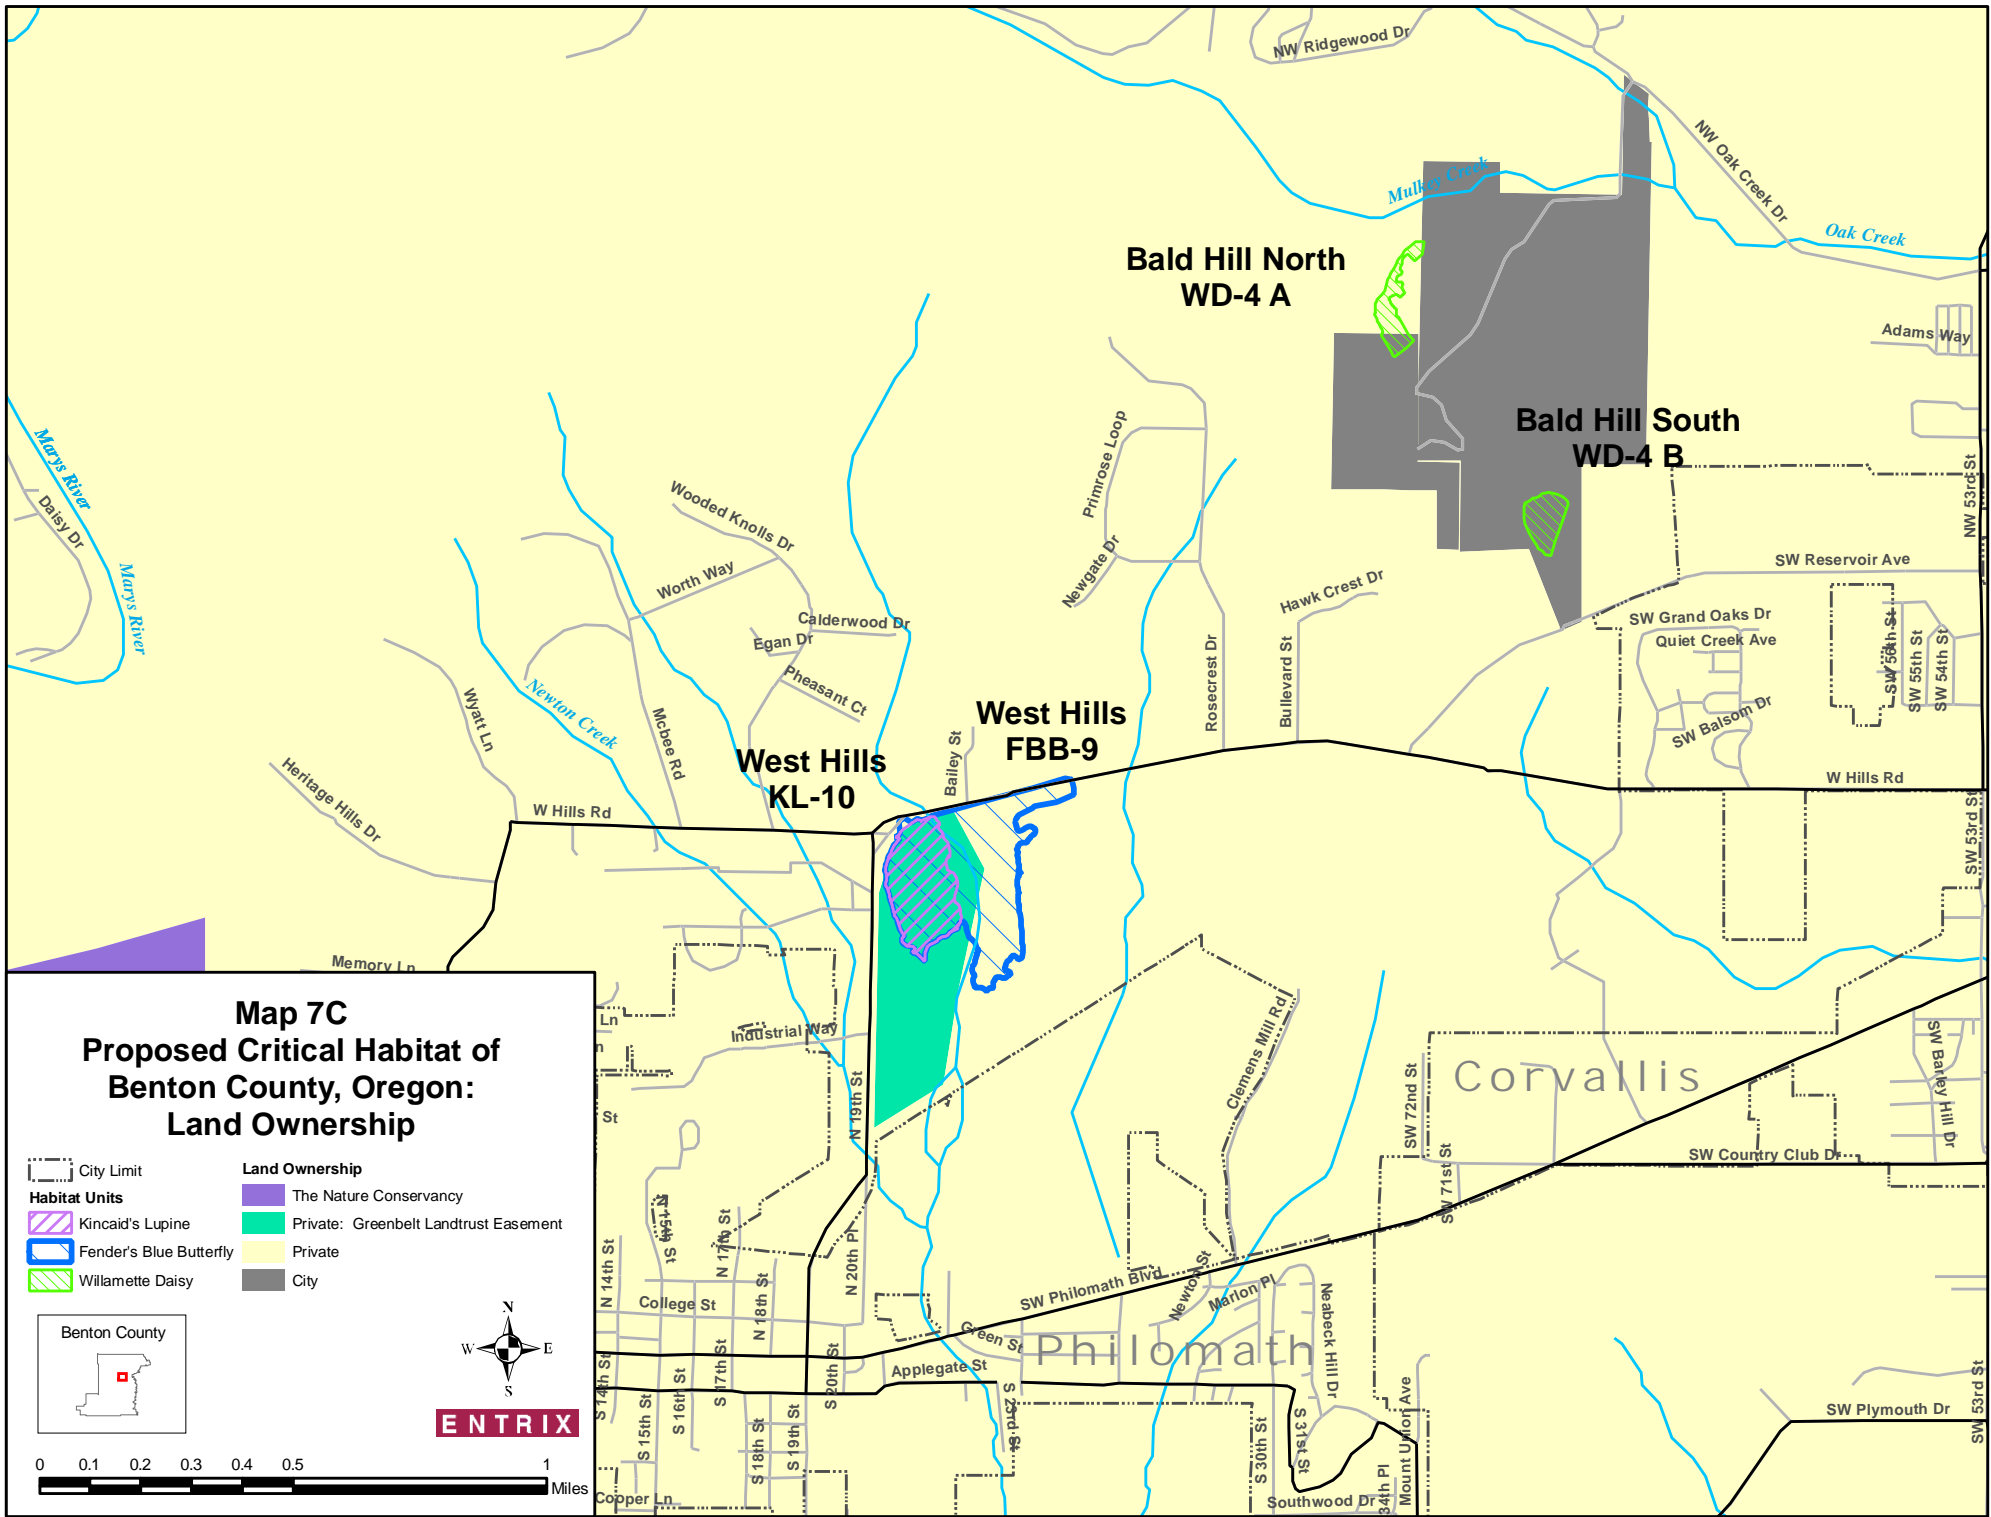 NW Ridgewood Dr
NW Oak Creek Dr
Mulkey Creek
Oak Creek
Bald Hill North
WD-4 A
Adams Way
Bald Hill South
WD-4 B
Marys River
Daisy Dr
Marys River
Wooded Knolls Dr
Worth Way
Calderwood Dr
Egan Dr
Pheasant Ct
Primrose Loop
Newgate Dr
Hawk Crest Dr
Rosecrest Dr
Bullevard St
NW 53rd St
SW Reservoir Ave
SW Grand Oaks Dr
Quiet Creek Ave
SW Balsom Dr
SW 56th St
SW 55th St
SW 54th St
W Hills Rd
SW 53rd St
Newton Creek
Wyatt Ln
Mcbee Rd
Heritage Hills Dr
W Hills Rd
West Hills
KL-10
Bailey St
West Hills
FBB-9
Memory Ln
Ln
n
St
Industrial Way
N 19th St
Clemens Mill Rd
SW 72nd St
SW 71st St
Corvallis
SW Barley Hill Dr
SW Country Club Dr
N 15th St
N 17th St
N 14th St
N 18th St
N 20th Pl
College St
SW Philomath Blvd
Newton St
Marlon Pl
Neabeck Hill Dr
Green St
Philomath
Applegate St
S 14th St
S 15th St
S 16th St
S 17th St
S 18th St
S 19th St
S 20th St
S 23rd St
S 30th St
S 31st St
34th Pl
Mount Union Ave
Southwood Dr
Cooper Ln
SW Plymouth Dr
SW 53rd St
Map 7C
Proposed Critical Habitat of
Benton County, Oregon:
Land Ownership
City Limit
Habitat Units
Kincaid's Lupine
Fender's Blue Butterfly
Willamette Daisy
Land Ownership
The Nature Conservancy
Private: Greenbelt Landtrust Easement
Private
City
Benton County
N
W E
S
ENTRIX
0 0.1 0.2 0.3 0.4 0.5 1
Miles